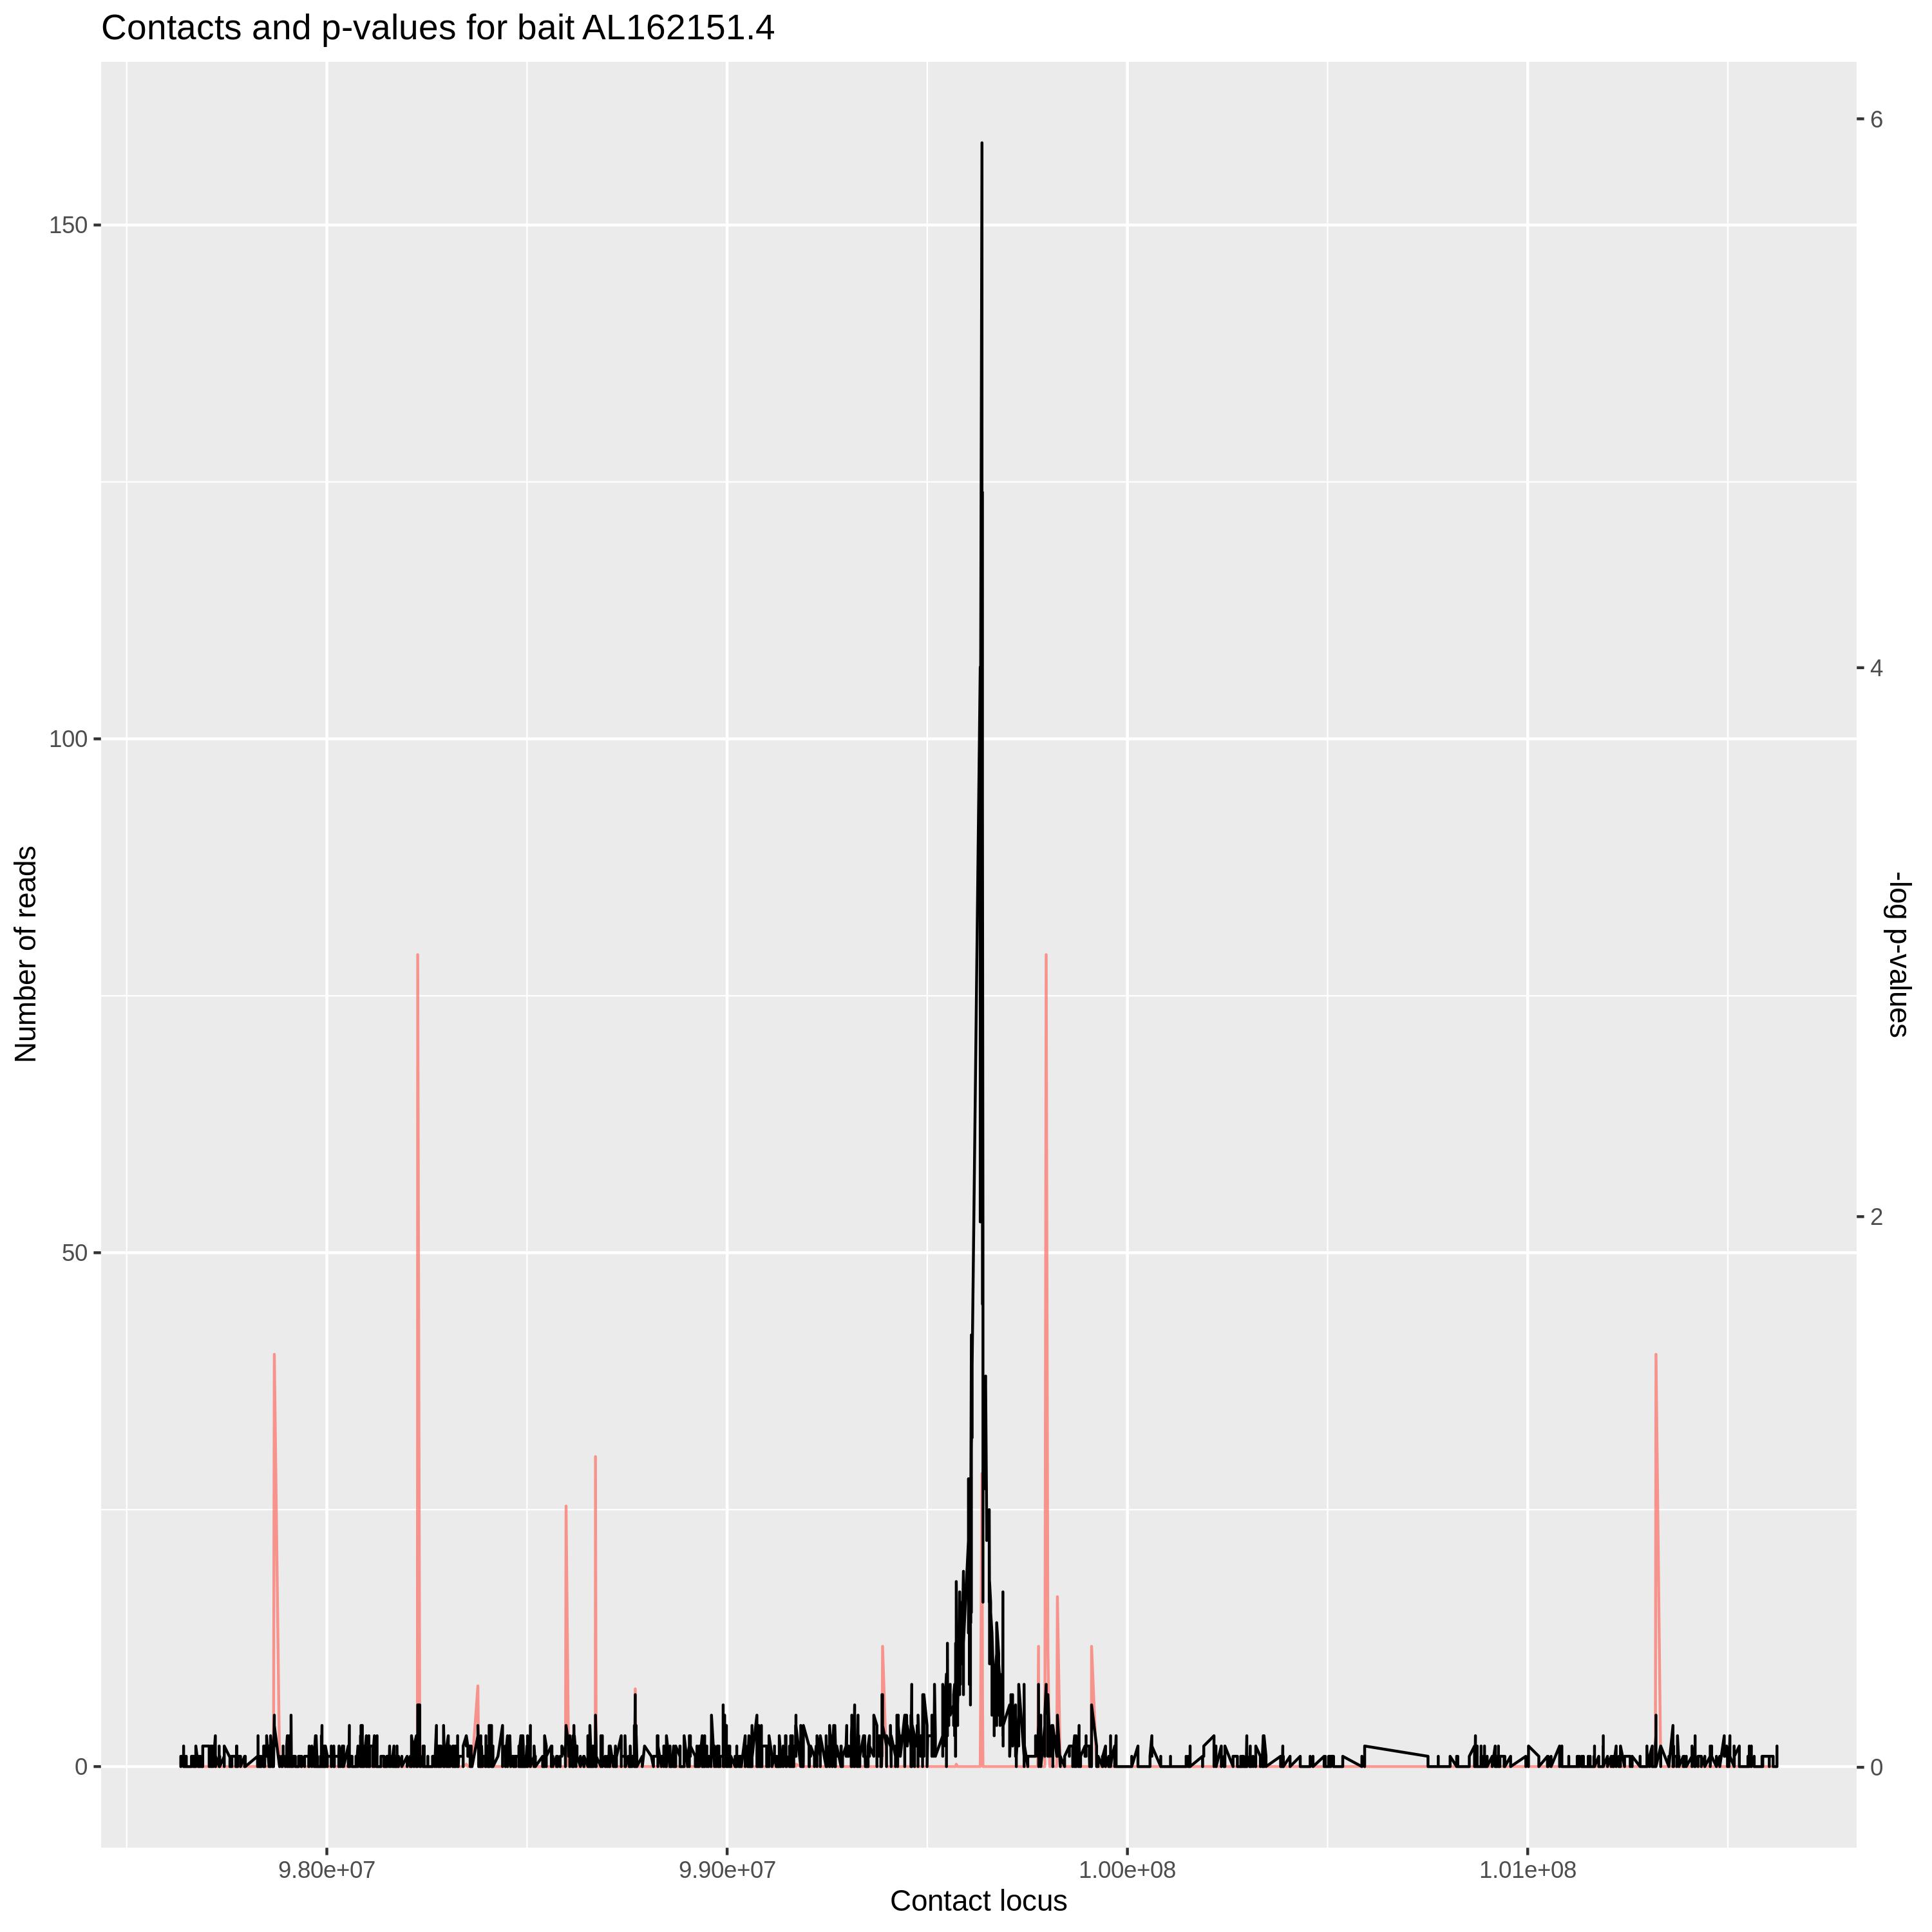 Contacts and p-values for bait AL162151.4
150
100
50
0
6
4
2
0
Number of reads
-log p-values
9.80e+07
9.90e+07
1.00e+08
1.01e+08
Contact locus